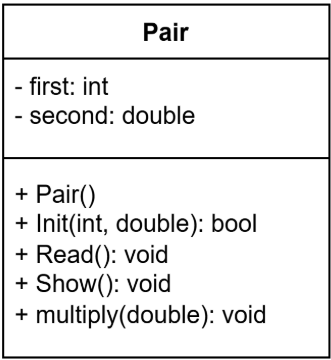 Pair
- first: int
- second: double
+ Pair()
+ Init(int, double): bool
+ Read(): void
+ Show(): void
+ multiply(double): void